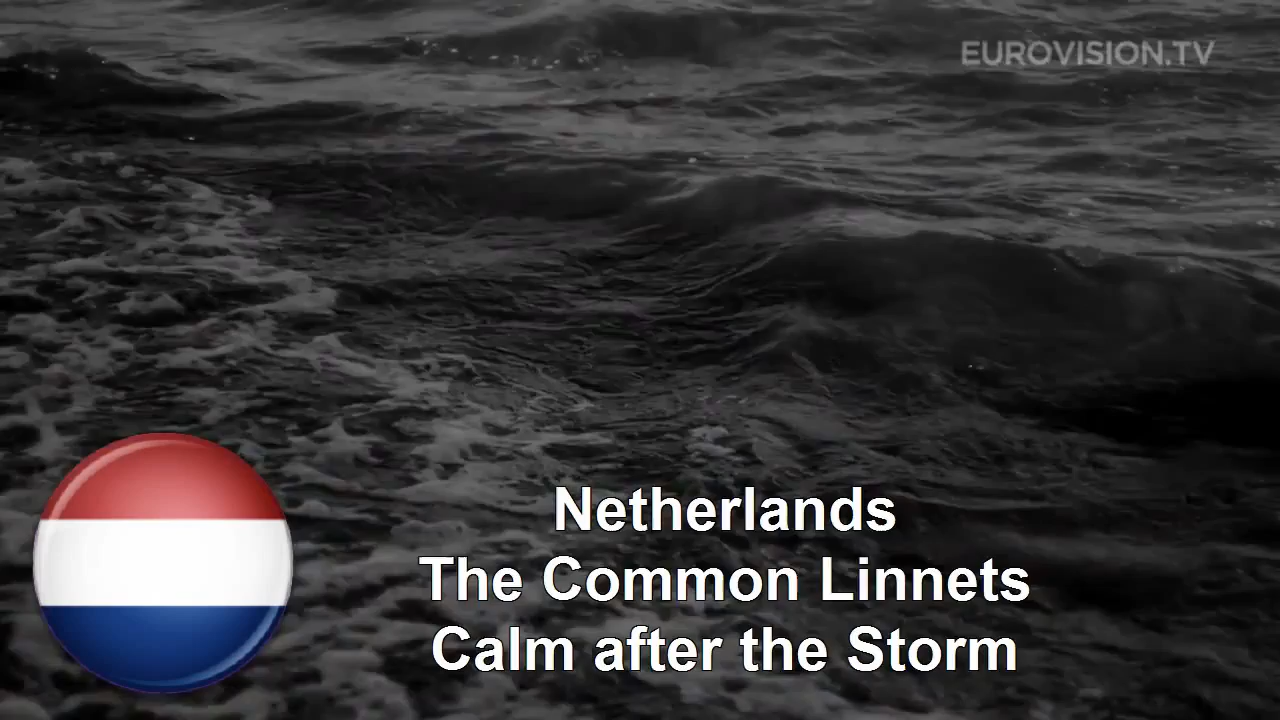 EUROVISION.TV
Netherlands
The Common Linnets
Calm after the Storm